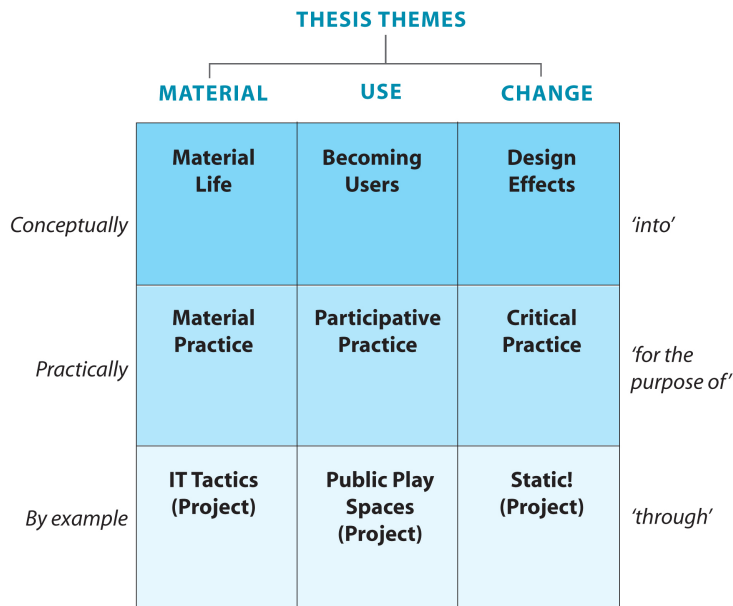 THESIS THEMES
MATERIAL
USE
CHANGE
Material
Life
Becoming
Users
Design
Effects
Conceptually
‘into’
Material
Practice
Participative
Practice
Critical
Practice
Practically
‘for the
purpose of’
IT Tactics
(Project)
Public Play
Spaces
(Project)
Static!
(Project)
By example
‘through’